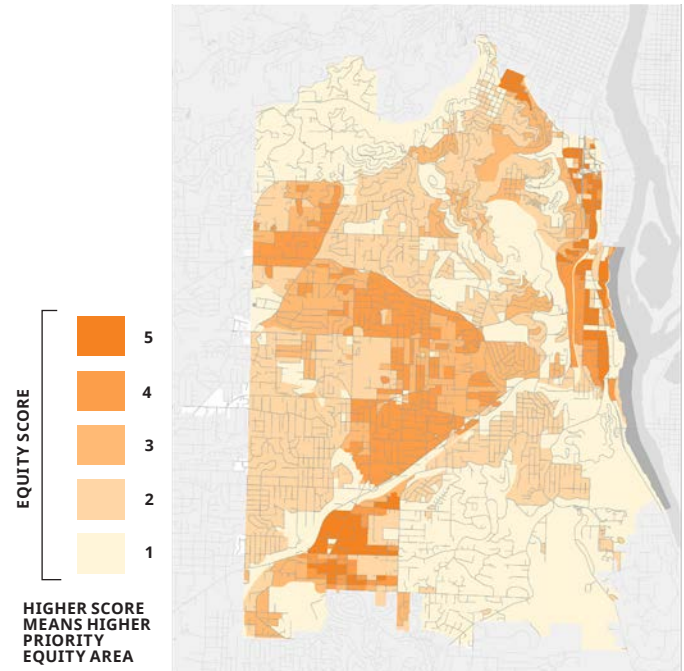 EQUITY SCORE
5
4
3
2
1
HIGHER SCORE
MEANS HIGHER
PRIORITY
EQUITY AREA